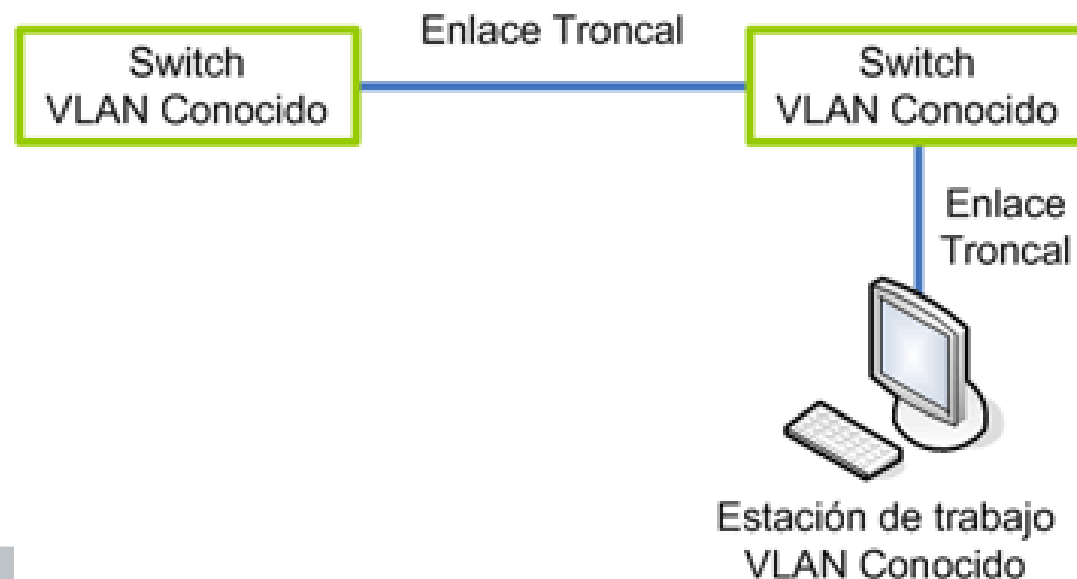 Enlace Troncal
Switch
VLAN Conocido
Switch
VLAN Conocido
Enlace
Troncal
Estación de trabajo
VLAN Conocido